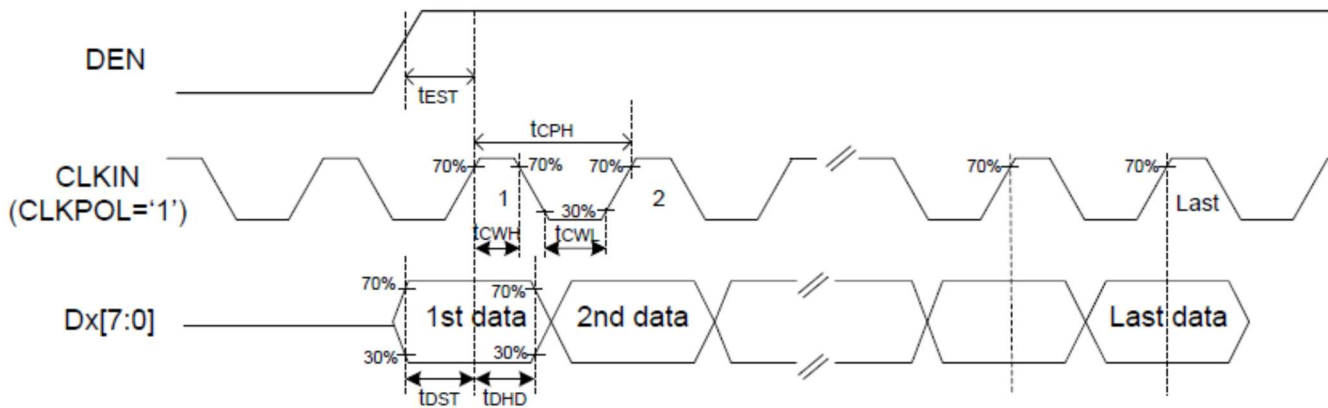 DEN
tEST
tCPH
CLKIN
(CLKPOL='1')
70% 70% 70% 70% 70%
1 2 Last
30%
tCWH tCWL
70% 70%
Dx[7:0] 1st data 2nd data Last data
30% 30%
tDST tDHD